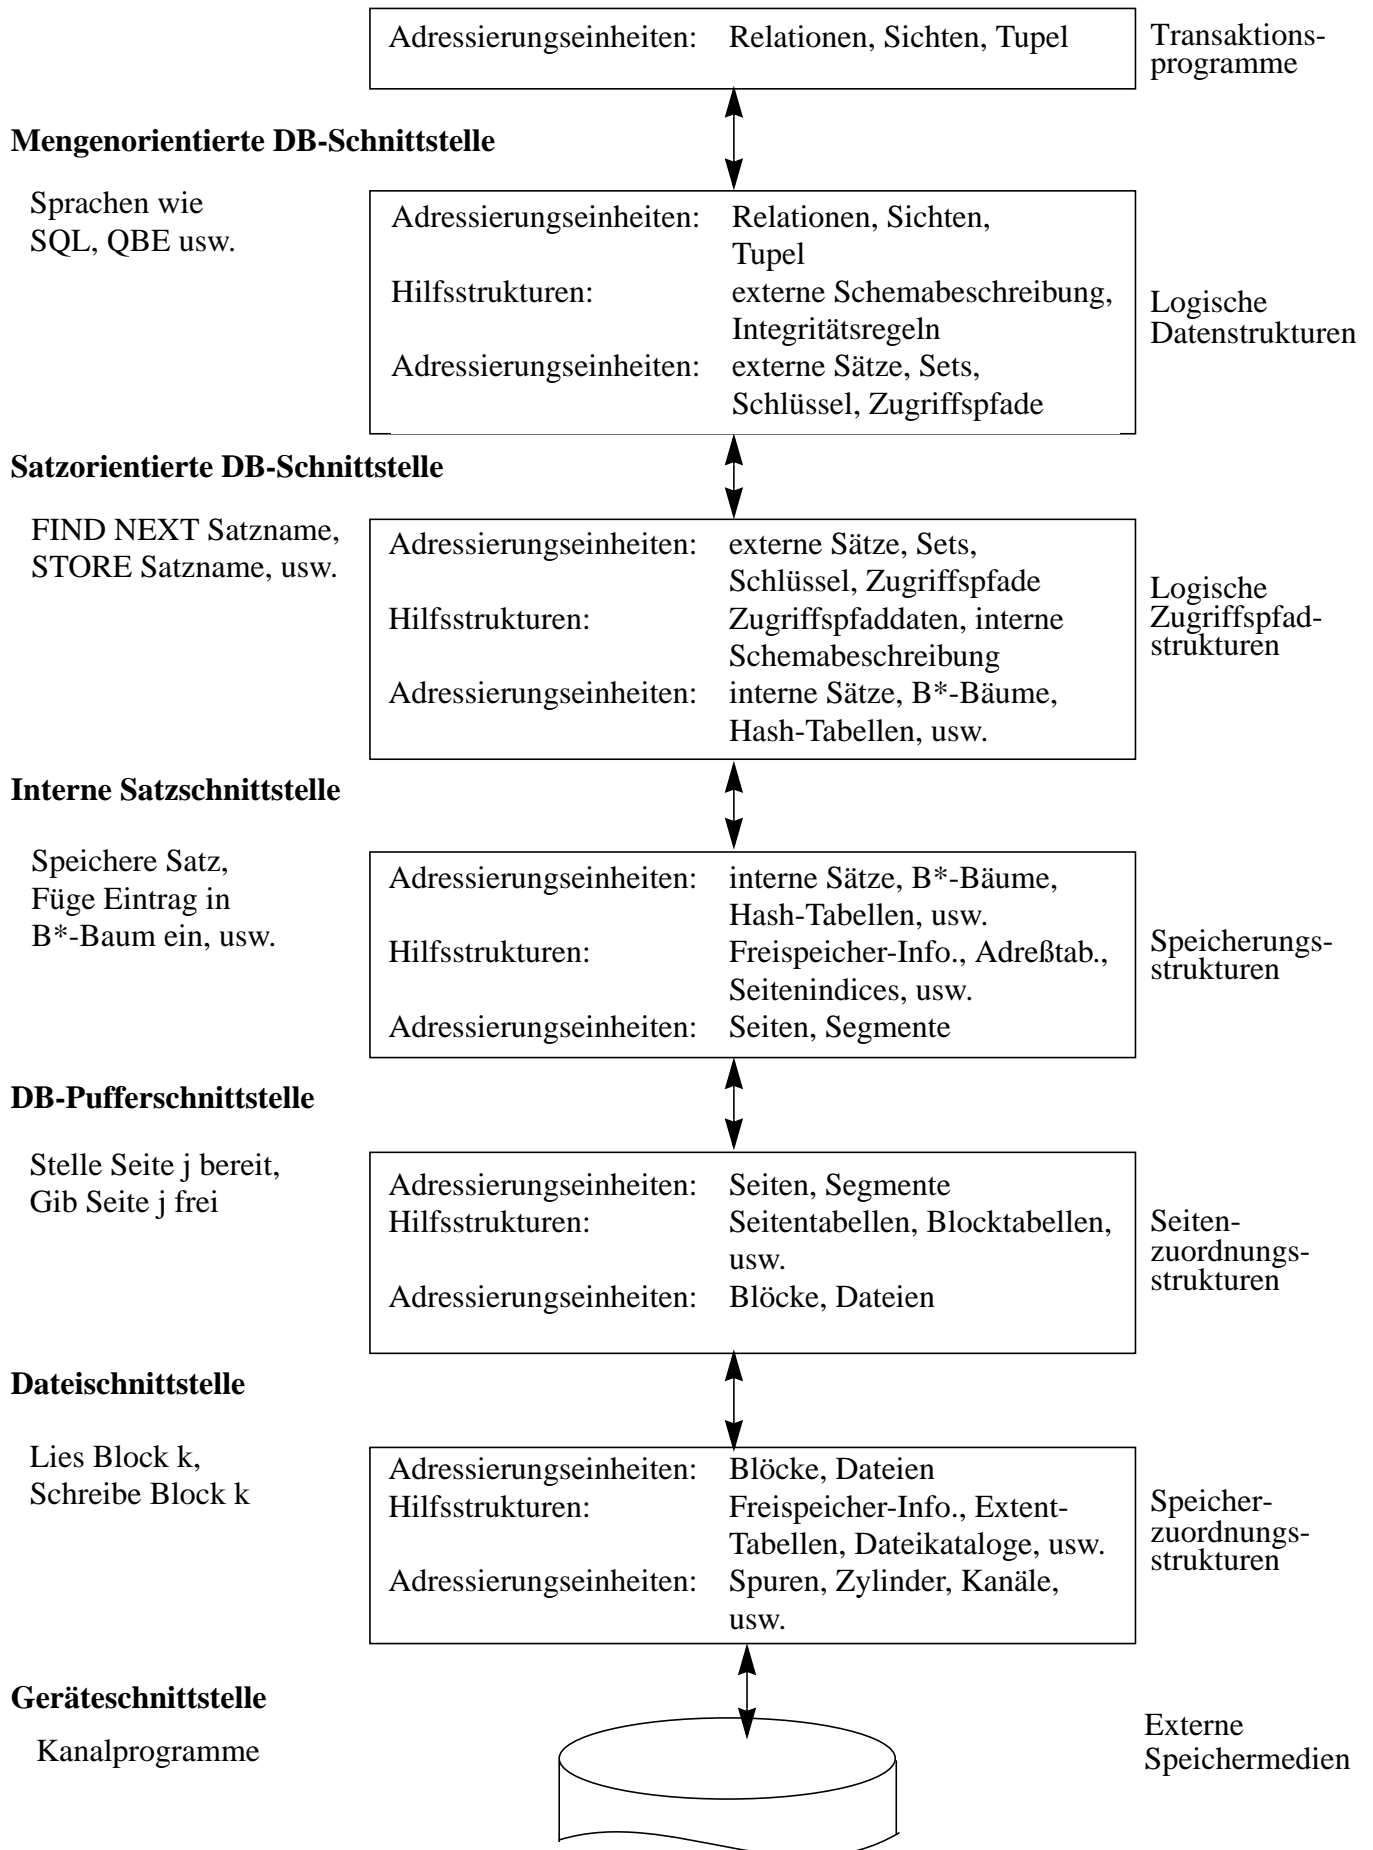 Adressierungseinheiten: Relationen, Sichten, Tupel
Transaktions-
programme
Mengenorientierte DB-Schnittstelle
Sprachen wie
SQL, QBE usw.
Adressierungseinheiten: Relationen, Sichten,
Tupel
Hilfsstrukturen: externe Schemabeschreibung,
Integritätsregeln
Adressierungseinheiten: externe Sätze, Sets,
Schlüssel, Zugriffspfade
Logische
Datenstrukturen
Satzorientierte DB-Schnittstelle
FIND NEXT Satzname,
STORE Satzname, usw.
Adressierungseinheiten: externe Sätze, Sets,
Schlüssel, Zugriffspfade
Hilfsstrukturen: Zugriffspfaddaten, interne
Schemabeschreibung
Adressierungseinheiten: interne Sätze, B*-Bäume,
Hash-Tabellen, usw.
Logische
Zugriffspfad-
strukturen
Interne Satzschnittstelle
Speichere Satz,
Füge Eintrag in
B*-Baum ein, usw.
Adressierungseinheiten: interne Sätze, B*-Bäume,
Hash-Tabellen, usw.
Hilfsstrukturen: Freispeicher-Info., Adreßtab.,
Seitenindices, usw.
Adressierungseinheiten: Seiten, Segmente
Speicherungs-
strukturen
DB-Pufferschnittstelle
Stelle Seite j bereit,
Gib Seite j frei
Adressierungseinheiten: Seiten, Segmente
Hilfsstrukturen: Seitentabellen, Blocktabellen,
usw.
Adressierungseinheiten: Blöcke, Dateien
Seiten-
zuordnungs-
strukturen
Dateischnittstelle
Lies Block k,
Schreibe Block k
Adressierungseinheiten: Blöcke, Dateien
Hilfsstrukturen: Freispeicher-Info., Extent-
Tabellen, Dateikataloge, usw.
Adressierungseinheiten: Spuren, Zylinder, Kanäle,
usw.
Speicher-
zuordnungs-
strukturen
Geräteschnittstelle
Kanalprogramme
Externe
Speichermedien